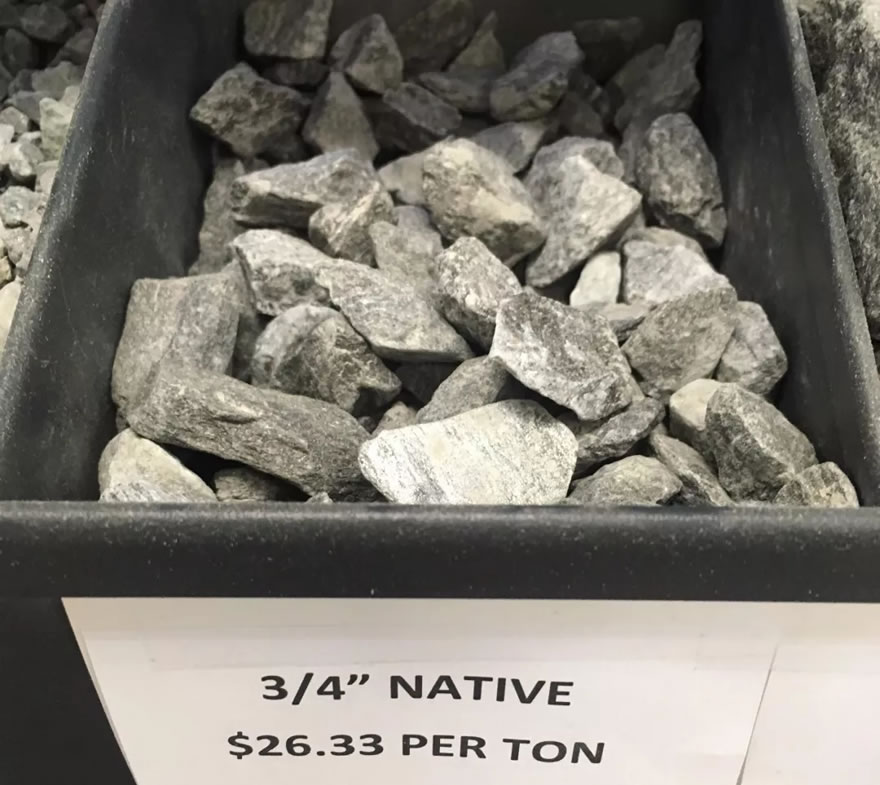 3/4” NATIVE
$26.33 PER TON